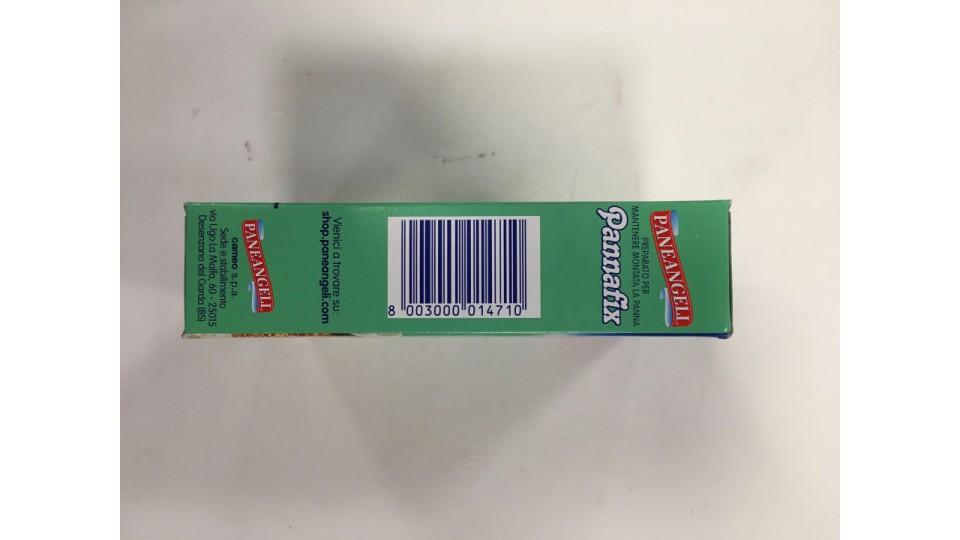 PANEANGELI
PREPARATO PER
MANTENERE MONTATA LA PANNA
Pannafix
8 003000 014710
Vienici a trovare su:
shop.paneangeli.com
PANEANGELI
cameo s.p.a.
Sede e stabilimento
via Ugo La Malfa, 60 - 25015
Desenzano del Garda (BS)